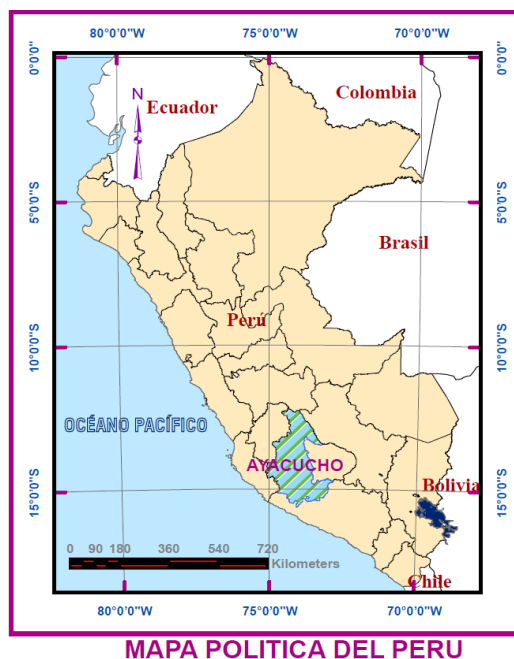 80°0'0"W 75°0'0"W 70°0'0"W
0°0'0" 0°0'0"
N
Ecuador
Colombia
5°0'0"S 5°0'0"S
Brasil
Perú
10°0'0"S 10°0'0"S
OCÉANO PACÍFICO
AYACUCHO
Bolivia
15°0'0"S 15°0'0"S
0 90 180 360 540 720
Kilometers
Chile
80°0'0"W 75°0'0"W 70°0'0"W
MAPA POLITICA DEL PERU